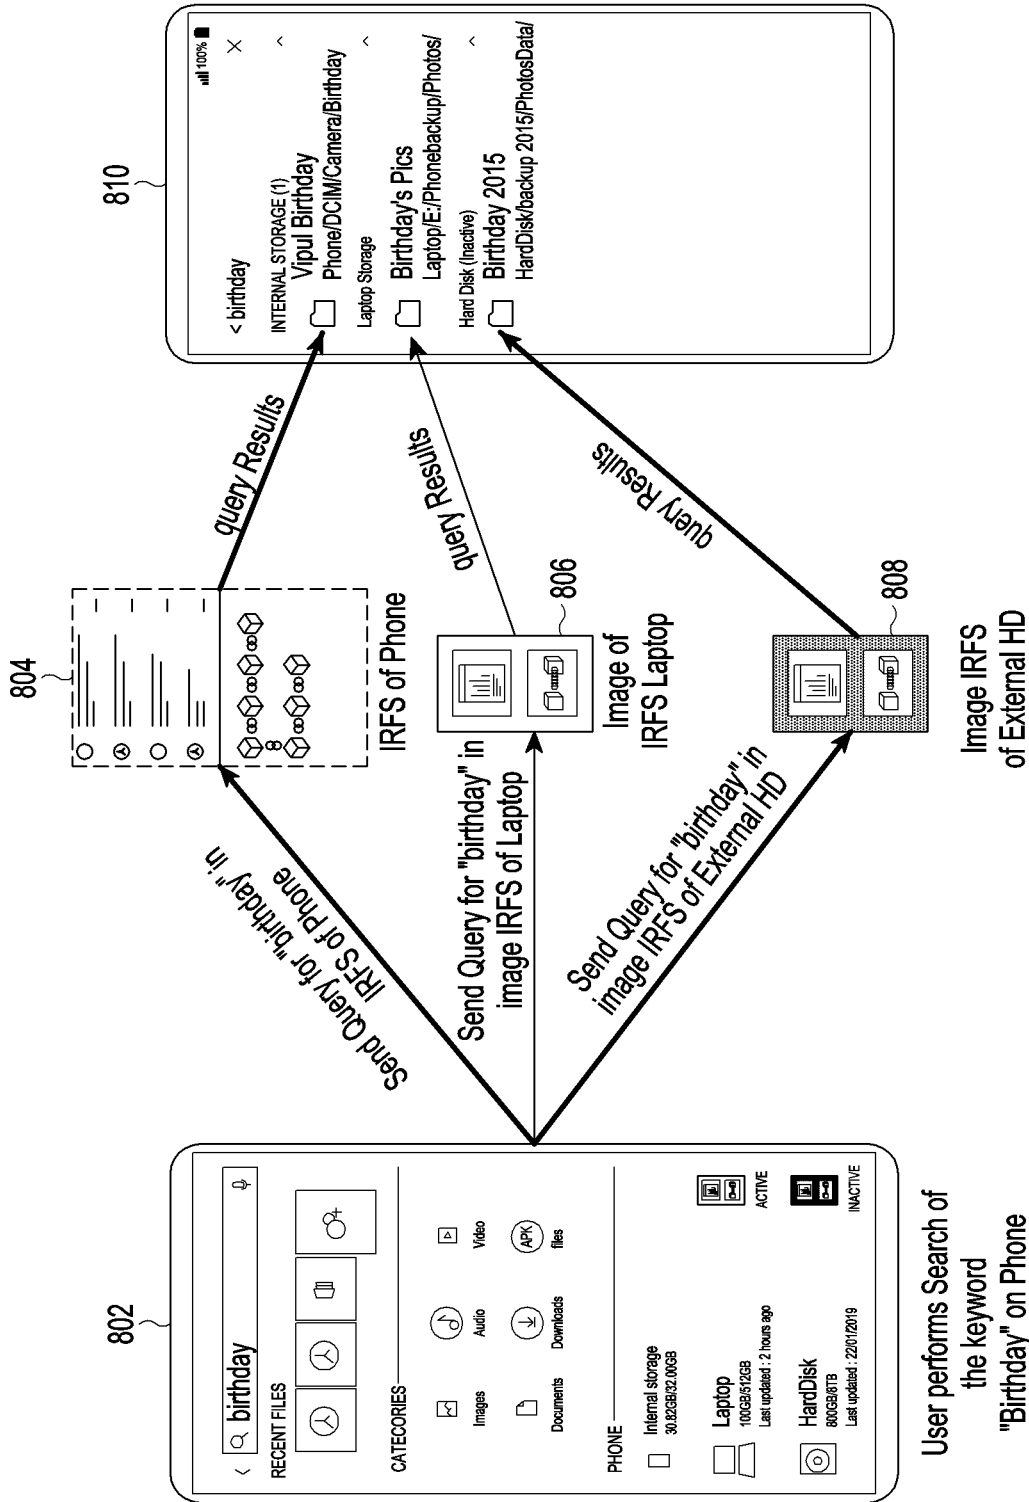 802
birthday
RECENT FILES
CATECORIES
Images
Audio
Video
Documents
Downloads
APK
files
PHONE
Internal storage
30.82GB/32.00GB
Laptop
100GB/512GB
Last updated : 2 hours ago
ACTIVE
HardDisk
800GB/6TB
Last updated : 22/01/2019
INACTIVE
User performs Search of
the keyword
"Birthday" on Phone
Send Query for "birthday" in
IRFS of Phone
Send Query for "birthday" in
image IRFS of Laptop
Send Query for "birthday" in
image IRFS of External HD
804
IRFS of Phone
806
Image of
IRFS Laptop
808
Image IRFS
of External HD
query Results
query Results
query Results
810
100%
< birthday
INTERNAL STORAGE (1)
Vipul Birthday
Phone/DCIM/Camera/Birthday
Laptop Storage
Birthday's Pics
Laptop/E:/Phonebackup/Photos/
Hard Disk (Inactive)
Birthday 2015
HardDisk/backup 2015/PhotosData/